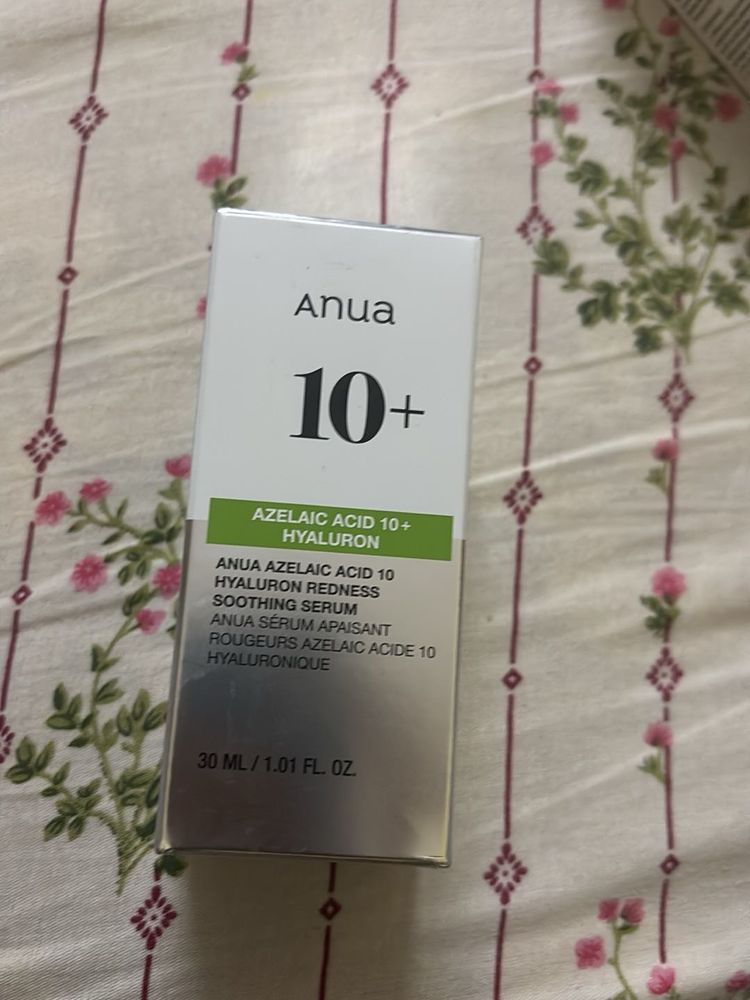 Anua
10+
AZELAIC ACID 10+
HYALURON
ANUA AZELAIC ACID 10
HYALURON REDNESS
SOOTHING SERUM
ANUA SÉRUM APAISANT
ROUGEURS AZELAIC ACIDE 10
HYALURONIQUE
30 ML / 1.01 FL. OZ.